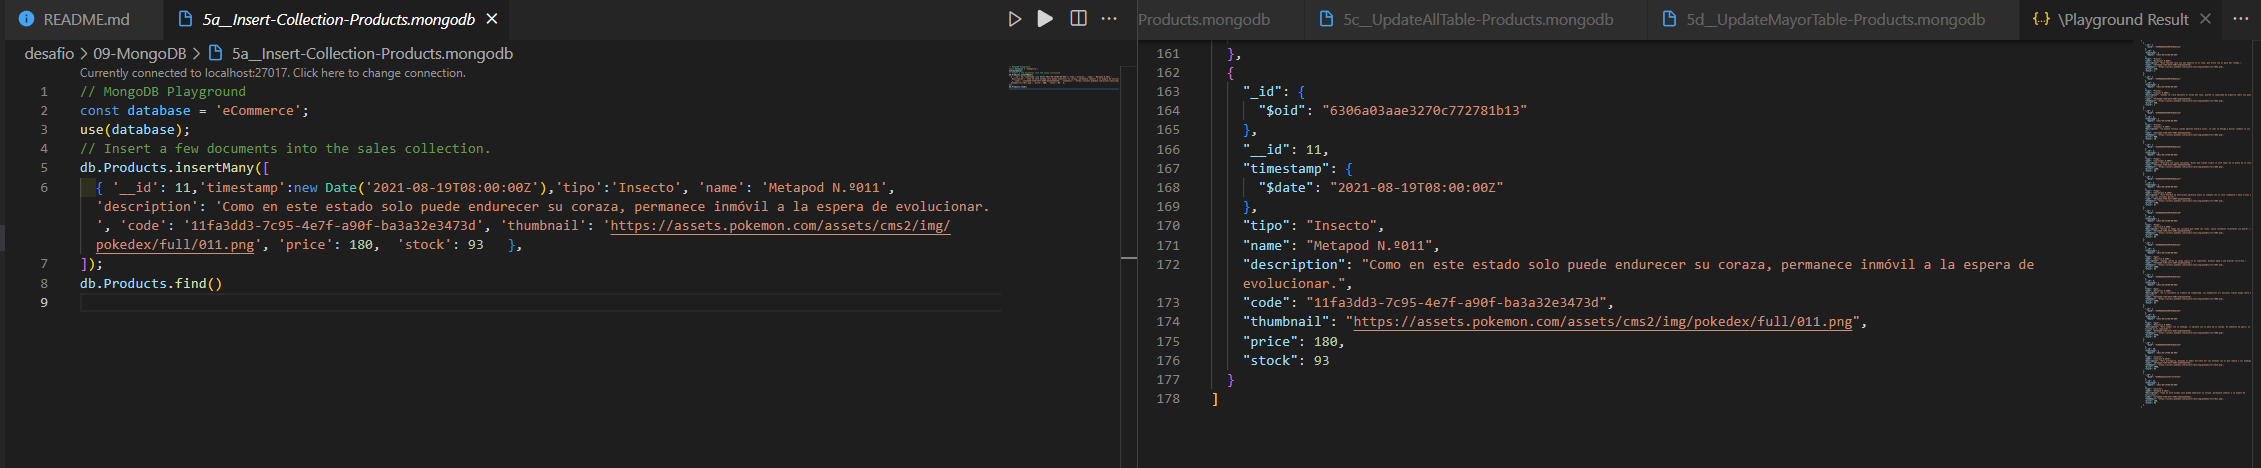 README.md
5a__Insert-Collection-Products.mongodb
desafio > 09-MongoDB > 5a__Insert-Collection-Products.mongodb
Currently connected to localhost:27017. Click here to change connection.
1 // MongoDB Playground
2 const database = 'eCommerce';
3 use(database);
4 // Insert a few documents into the sales collection.
5 db.Products.insertMany([
6 { '__id': 11,'timestamp':new Date('2021-08-19T08:00:00Z'),'tipo':'Insecto', 'name': 'Metapod N.º011',
'description': 'Como en este estado solo puede endurecer su coraza, permanece inmóvil a la espera de evolucionar.
', 'code': '11fa3dd3-7c95-4e7f-a90f-ba3a32e3473d', 'thumbnail': 'https://assets.pokemon.com/assets/cms2/img/
pokedex/full/011.png', 'price': 180,  'stock': 93   },
7 ]);
8 db.Products.find()
9
Products.mongodb
5c__UpdateAllTable-Products.mongodb
5d__UpdateMayorTable-Products.mongodb
{..} \Playground Result
161 },
162 {
163 "_id": {
164 "$oid": "6306a03aae3270c772781b13"
165 },
166 "__id": 11,
167 "timestamp": {
168 "$date": "2021-08-19T08:00:00Z"
169 },
170 "tipo": "Insecto",
171 "name": "Metapod N.º011",
172 "description": "Como en este estado solo puede endurecer su coraza, permanece inmóvil a la espera de
evolucionar.",
173 "code": "11fa3dd3-7c95-4e7f-a90f-ba3a32e3473d",
174 "thumbnail": "https://assets.pokemon.com/assets/cms2/img/pokedex/full/011.png",
175 "price": 180,
176 "stock": 93
177 }
178 ]